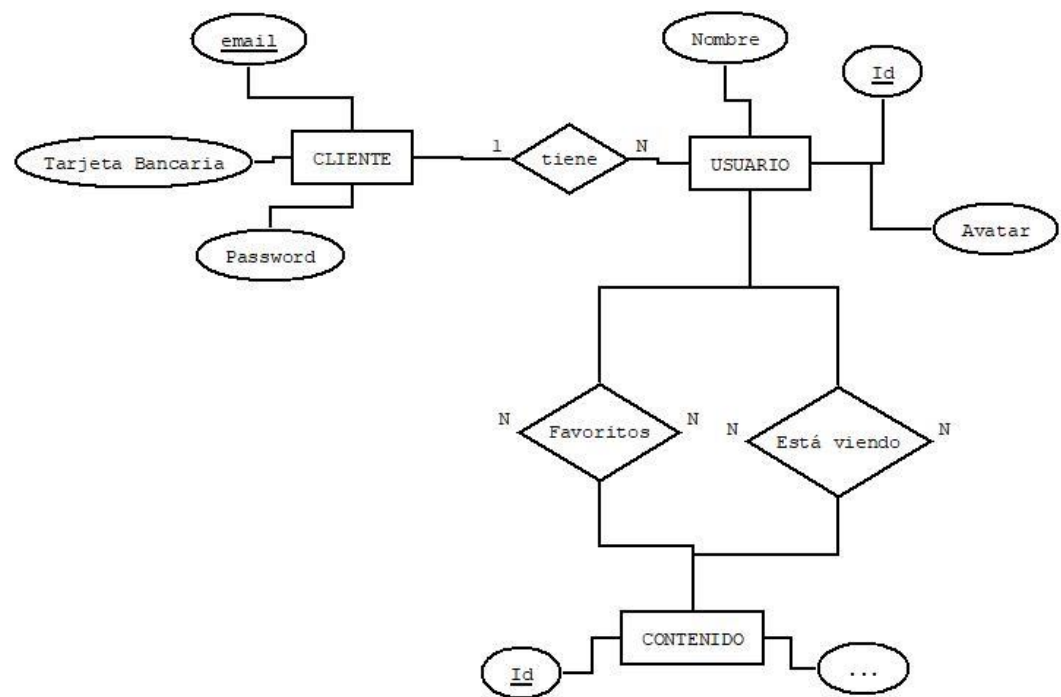 email
Nombre
Id
Tarjeta Bancaria
CLIENTE
1
tiene
N
USUARIO
Password
Avatar
N
Favoritos
N
N
Está viendo
N
CONTENIDO
Id
...